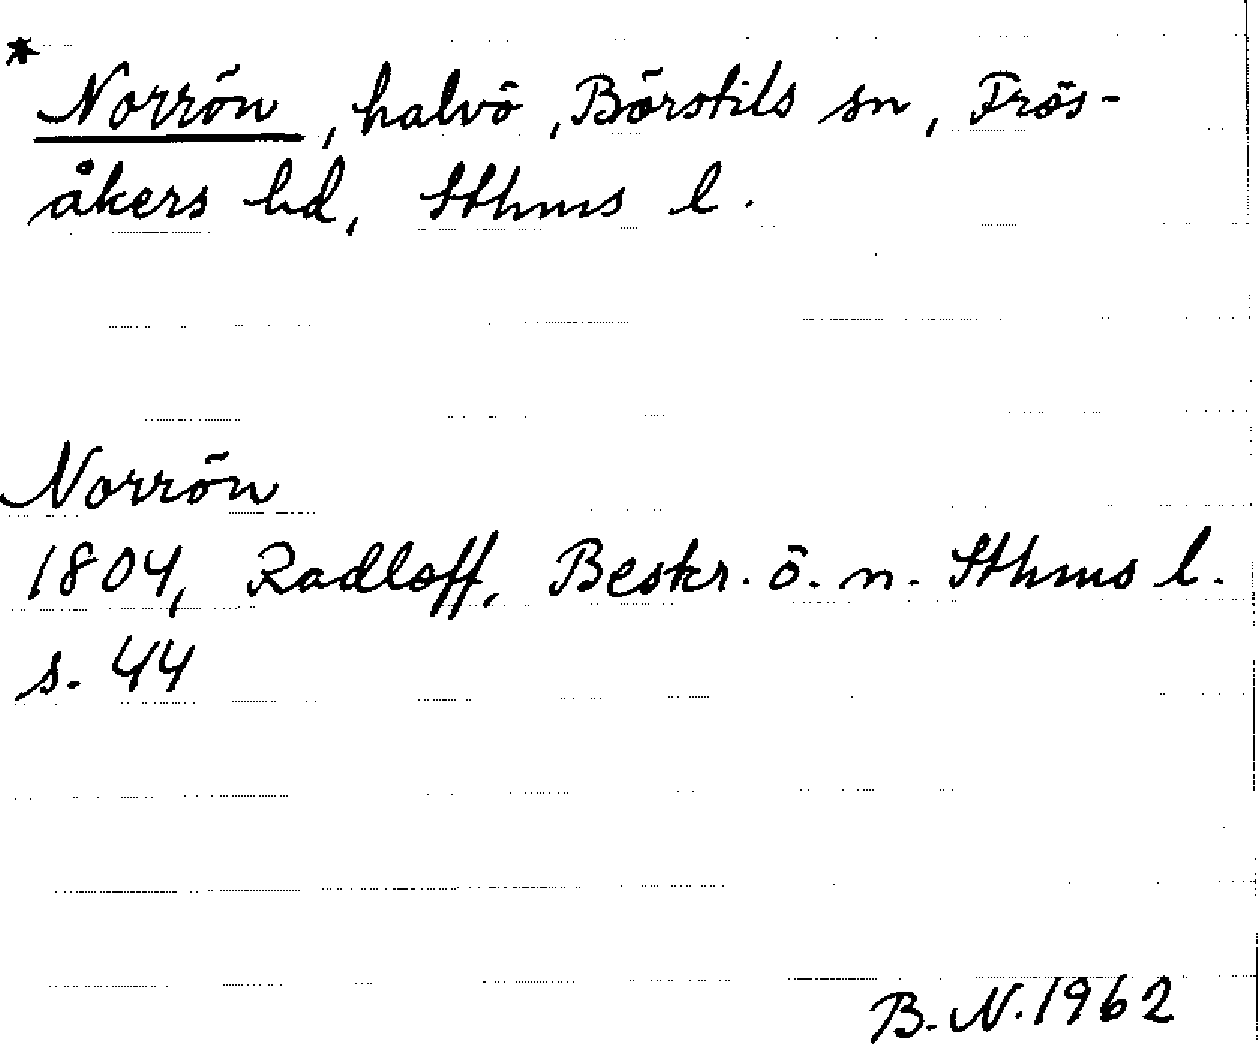 * Norrön, halvö, Börstils sn, Frös-
åkers hd, Sthms l.
Norrön
1804, Radloff, Beskr. ö. n. Sthms l.
s. 44
B. N. 1962